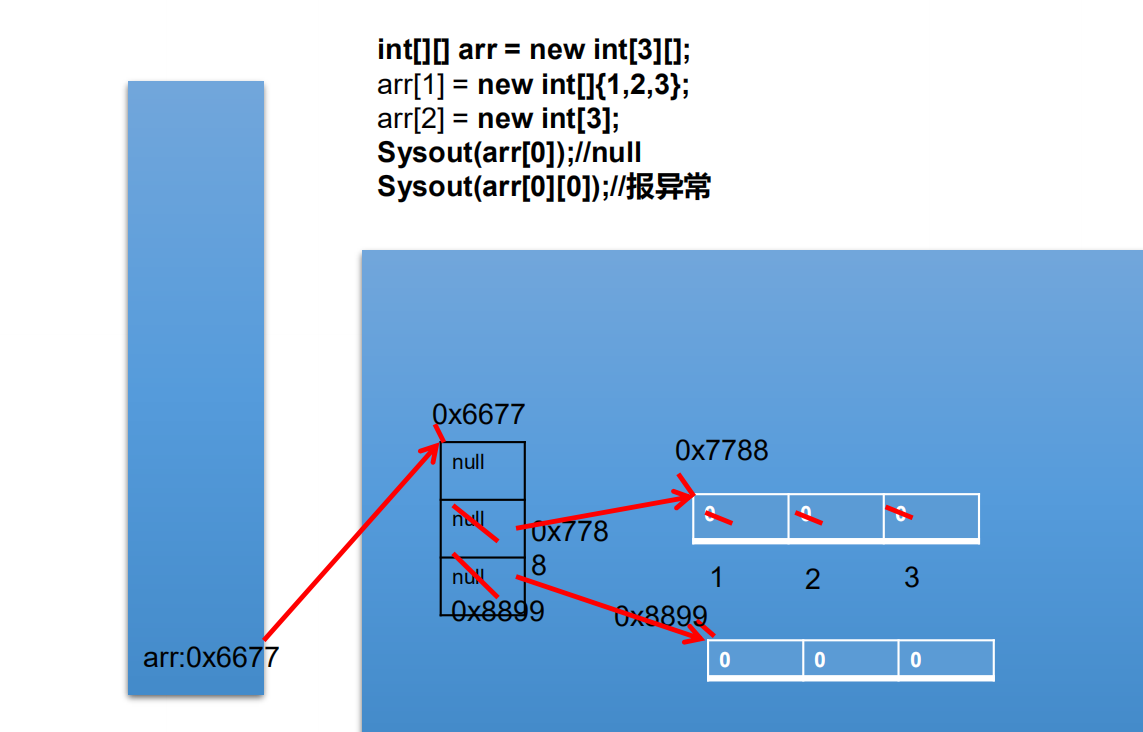 int[][] arr = new int[3][];
arr[1] = new int[]{1,2,3};
arr[2] = new int[3];
Sysout(arr[0]);//null
Sysout(arr[0][0]);//报异常
0x6677
null
null
0x778
8
null
0x8899
0x7788
0 0 0
1 2 3
0x8899
0 0 0
arr:0x6677